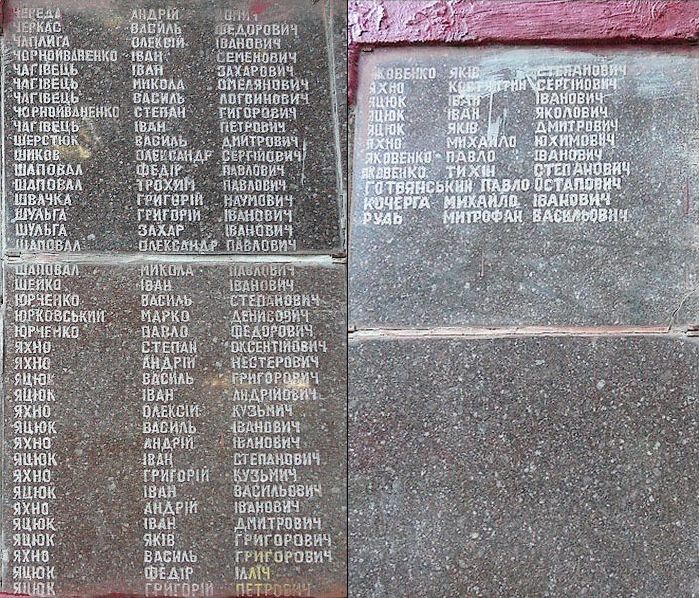 ЧЕРЕДА АНДРІЙ
ЧЕРКАС ВАСИЛЬ ФЕДОРОВИЧ
ЧАПЛИГА ОЛЕКСІЙ ІВАНОВИЧ
ЧОРНОЙВАНЕНКО ІВАН СЕМЕНОВИЧ
ЧАГІВЕЦЬ ІВАН ЗАХАРОВИЧ
ЧАГІВЕЦЬ МИКОЛА ОМЕЛЯНОВИЧ
ЧАГІВЕЦЬ ВАСИЛЬ ЛОГВИНОВИЧ
ЧОРНОЙВАНЕНКО СТЕПАН ГИГОРОВИЧ
ЧАГІВЕЦЬ ІВАН ПЕТРОВИЧ
ШЕРСТЮК ВАСИЛЬ ДМИТРОВИЧ
ШИКОВ ОЛЕКСАНДР СЕРГІЙОВИЧ
ШАПОВАЛ ФЕДІР ПАВЛОВИЧ
ШАПОВАЛ ТРОХИМ ПАВЛОВИЧ
ШВАЧКА ГРИГОРІЙ НАУМОВИЧ
ШУЛЬГА ГРИГОРІЙ ІВАНОВИЧ
ШУЛЬГА ЗАХАР ІВАНОВИЧ
ШАПОВАЛ ОЛЕКСАНДР ПАВЛОВИЧ
ШАПОВАЛ МИКОЛА ПАВЛОВИЧ
ШЕЙКО ІВАН ІВАНОВИЧ
ЮРЧЕНКО ВАСИЛЬ СТЕПАНОВИЧ
ЮРКОВСЬКИЙ МАРКО ДЕНИСОВИЧ
ЮРЧЕНКО ПАВЛО ФЕДОРОВИЧ
ЯХНО СТЕПАН ОКСЕНТІЙОВИЧ
ЯХНО АНДРІЙ НЕСТЕРОВИЧ
ЯЦЮК ВАСИЛЬ ГРИГОРОВИЧ
ЯЦЮК ІВАН АНДРІЙОВИЧ
ЯХНО ОЛЕКСІЙ КУЗЬМИЧ
ЯЦЮК ВАСИЛЬ ІВАНОВИЧ
ЯХНО АНДРІЙ ІВАНОВИЧ
ЯЦЮК ІВАН СТЕПАНОВИЧ
ЯХНО ГРИГОРІЙ КУЗЬМИЧ
ЯЦЮК ІВАН ВАСИЛЬОВИЧ
ЯХНО АНДРІЙ ІВАНОВИЧ
ЯЦЮК ІВАН ДМИТРОВИЧ
ЯЦЮК ЯКІВ ГРИГОРОВИЧ
ЯХНО ВАСИЛЬ ГРИГОРОВИЧ
ЯЦЮК ФЕДІР ІЛЛІЧ
ЯЦЮК ГРИГОРІЙ ПЕТРОВИЧ
ЯКОВЕНКО ЯКІВ СТЕПАНОВИЧ
ЯХНО КОСТЯНТИН СЕРГІЙОВИЧ
ЯЦЮК ІВАН ІВАНОВИЧ
ЯЦЮК ІВАН ЯКОЛОВИЧ
ЯЦЮК ЯКІВ ДМИТРОВИЧ
ЯХНО МИХАЙЛО ЮХИМОВИЧ
ЯКОВЕНКО ПАВЛО ІВАНОВИЧ
ЯКОВЕНКО ТИХІН СТЕПАНОВИЧ
ГОТВЯНСЬКИЙ ПАВЛО ОСТАПОВИЧ
КОЧЕРГА МИХАЙЛО ІВАНОВИЧ
РУДЬ МИТРОФАН ВАСИЛЬОВИЧ